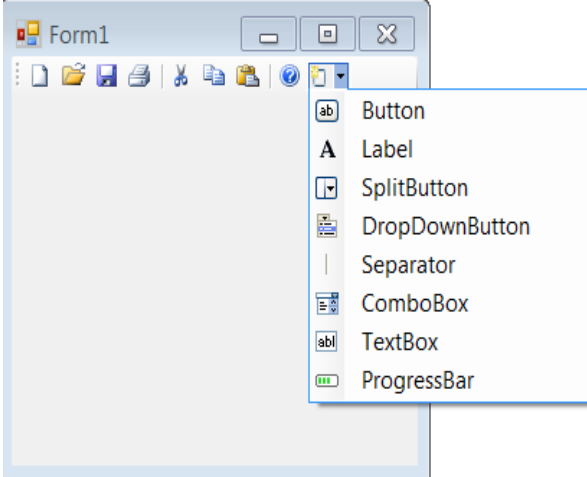 Form1
Button
A Label
SplitButton
DropDownButton
Separator
ComboBox
TextBox
ProgressBar